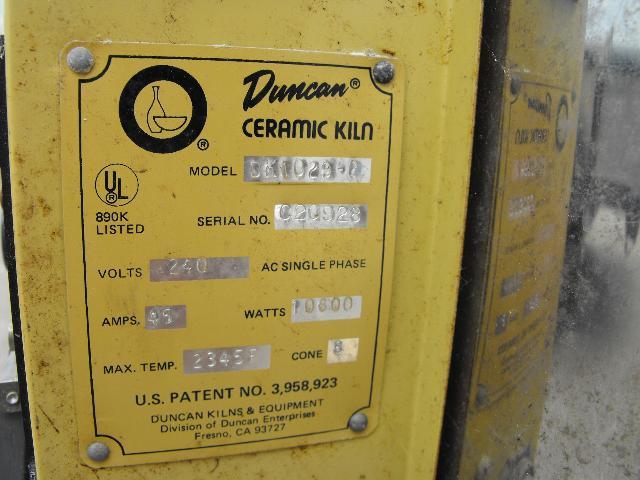 Duncan®
CERAMIC KILN
®
MODEL
UL
®
890K
LISTED
SERIAL NO. C20928
VOLTS 240 AC SINGLE PHASE
AMPS. 45 WATTS 10800
MAX. TEMP. 2345F CONE 8
U.S. PATENT NO. 3,958,923
DUNCAN KILNS & EQUIPMENT
Division of Duncan Enterprises
Fresno, CA 93727